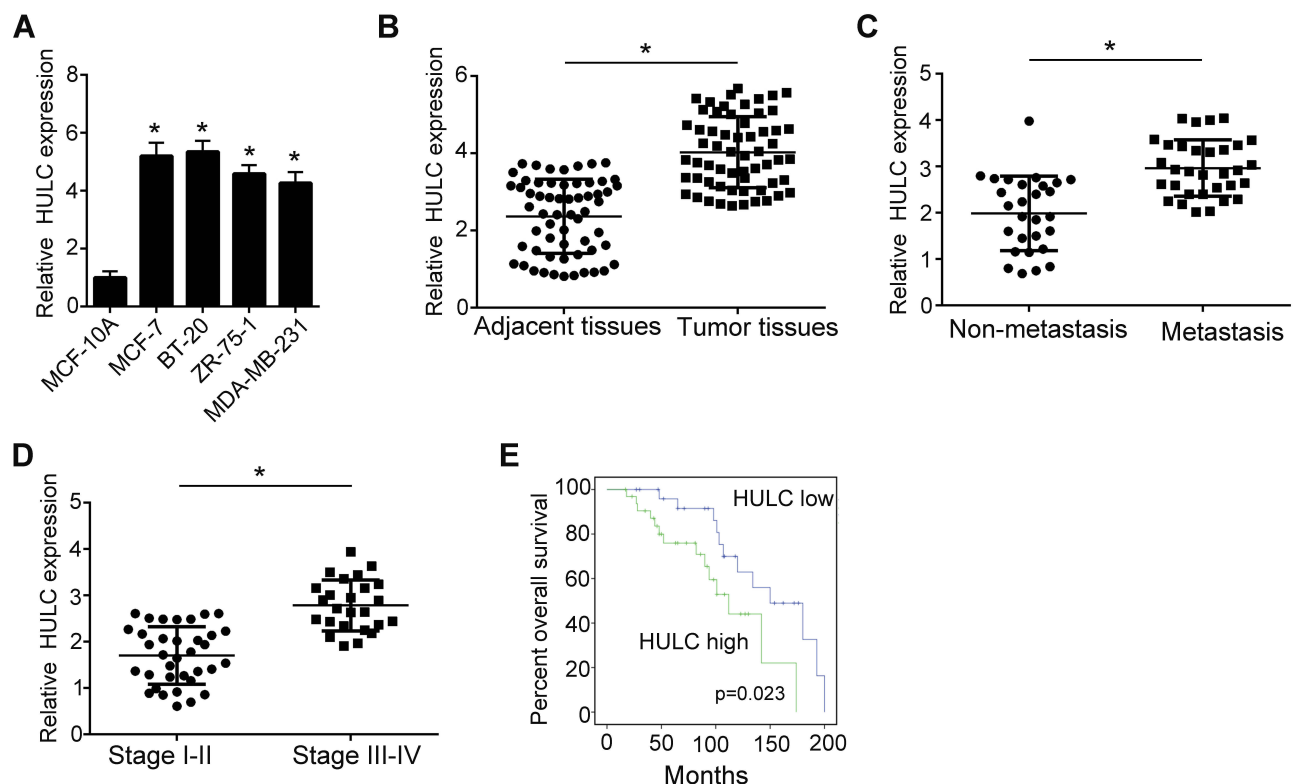 A
Relative HULC expression
8
6
4
2
0
* * * *
MCF-10A
MCF-7
BT-20
ZR-75-1
MDA-MB-231
B
Relative HULC expression
6
4
2
0
*
Adjacent tissues Tumor tissues
C
Relative HULC expression
5
4
3
2
1
0
*
Non-metastasis Metastasis
D
Relative HULC expression
5
4
3
2
1
0
*
Stage I-II Stage III-IV
E
Percent overall survival
100
80
60
40
20
0
HULC low
HULC high
p=0.023
0 50 100 150 200
Months